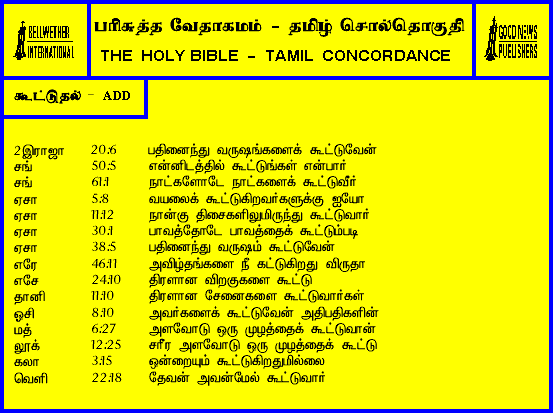 BELLWETHER
INTERNATIONAL
பரிசுத்த வேதாகமம் - தமிழ் சொல்தொகுதி
THE HOLY BIBLE - TAMIL CONCORDANCE
GOOD NEWS
PUBLISHERS
கூட்டுதல் - ADD
2இராஜா 20:6 பதினைந்து வருஷங்களைக் கூட்டுவேன்
சங் 50:5 என்னிடத்தில் கூட்டுங்கள் என்பார்
சங் 61:1 நாட்களோடே நாட்களைக் கூட்டுவீர்
ஏசா 5:8 வயலைக் கூட்டுகிறவர்களுக்கு ஐயோ
ஏசா 11:12 நான்கு திசைகளிலுமிருந்து கூட்டுவார்
ஏசா 30:1 பாவத்தோடே பாவத்தைக் கூட்டும்படி
ஏசா 38:5 பதினைந்து வருஷம் கூட்டுவேன்
எரே 46:11 அவிழ்தங்களை நீ கட்டுகிறது விருதா
எசே 24:10 திரளான விறகுகளை கூட்டு
தானி 11:10 திரளான சேனைகளை கூட்டுவார்கள்
ஓசி 8:10 அவர்களைக் கூட்டுவேன் அதிபதிகளின்
மத் 6:27 அளவோடு ஒரு முழத்தைக் கூட்டுவான்
லூக் 12:25 சரீர அளவோடு ஒரு முழத்தைக் கூட்டு
கலா 3:15 ஒன்றையும் கூட்டுகிறதுமில்லை
வெளி 22:18 தேவன் அவன்மேல் கூட்டுவார்